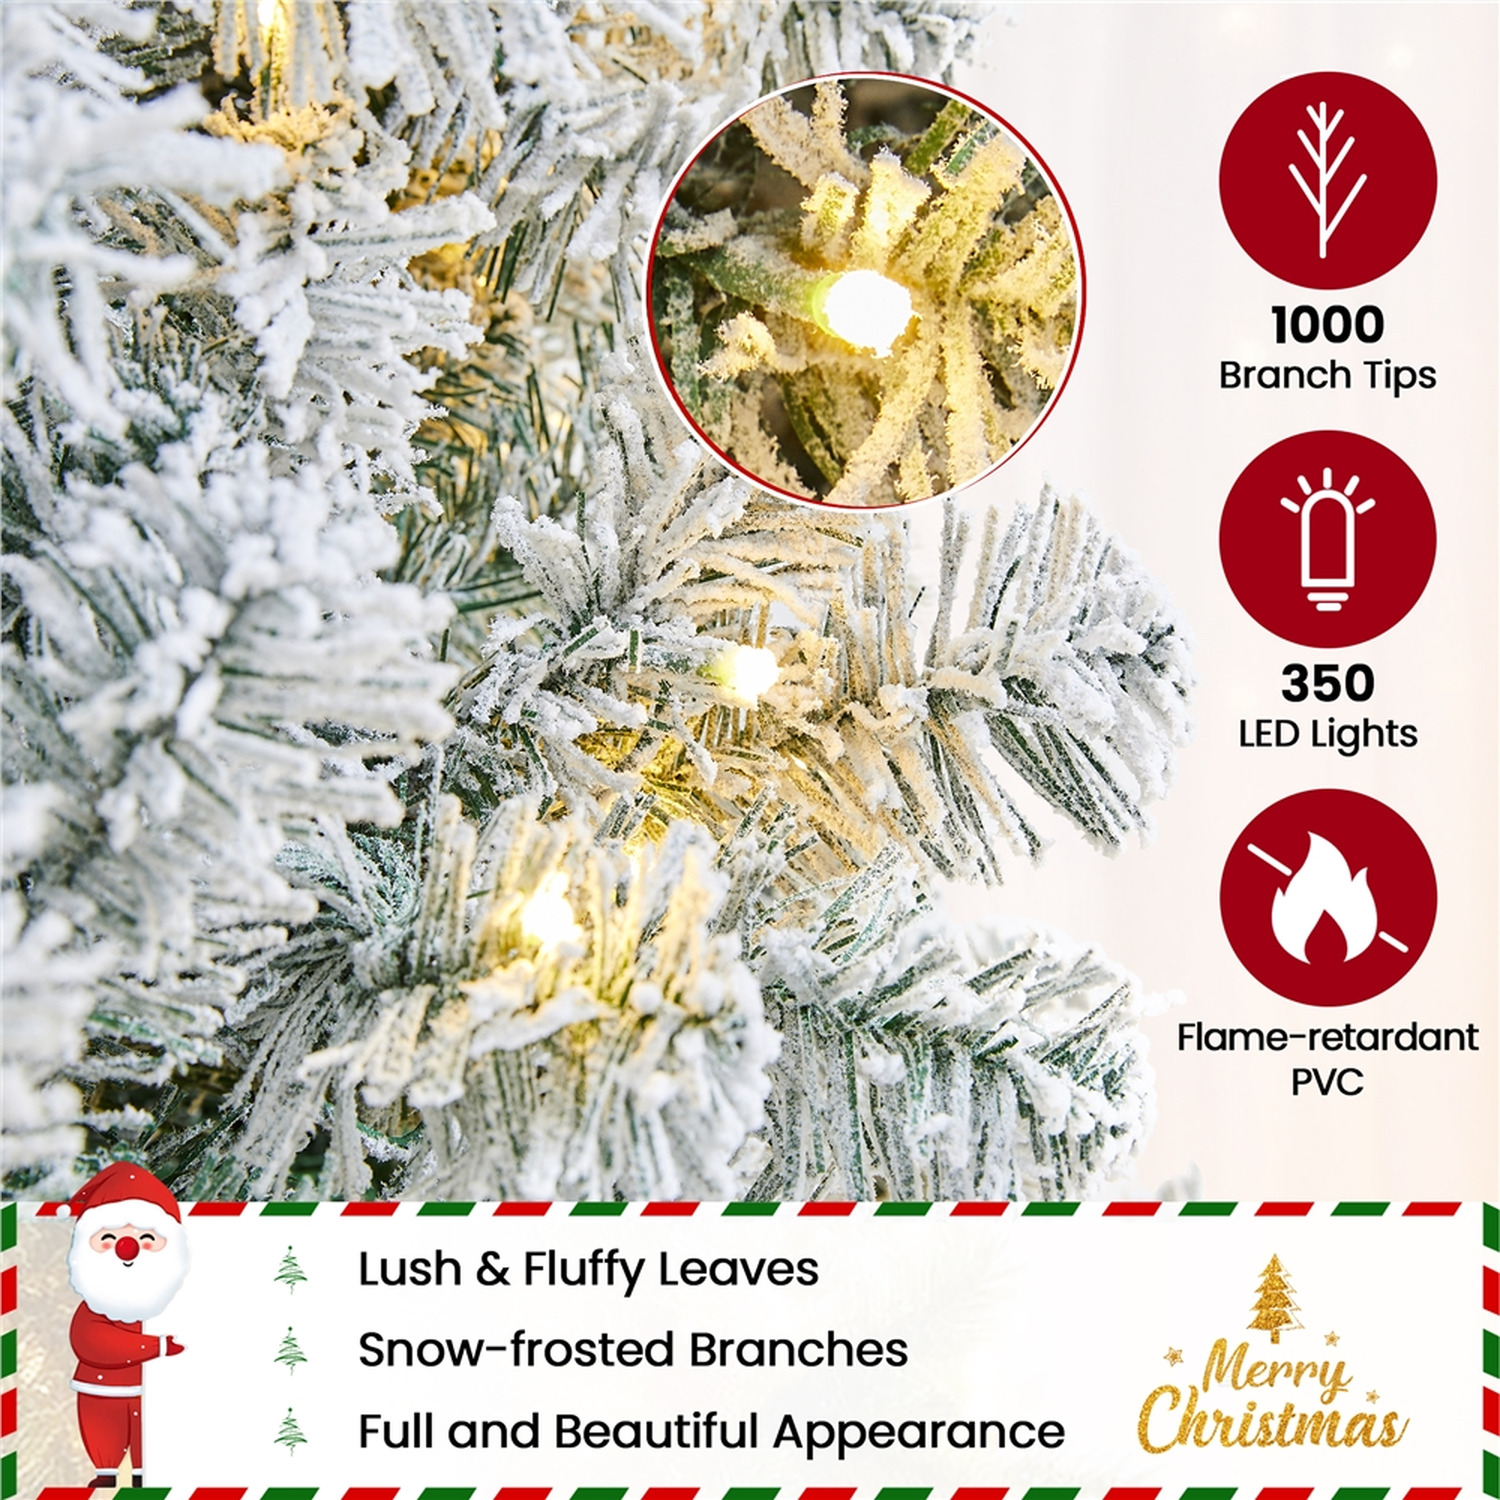 1000
Branch Tips
350
LED Lights
Flame-retardant
PVC
Lush & Fluffy Leaves
Snow-frosted Branches
Full and Beautiful Appearance
Merry
Christmas